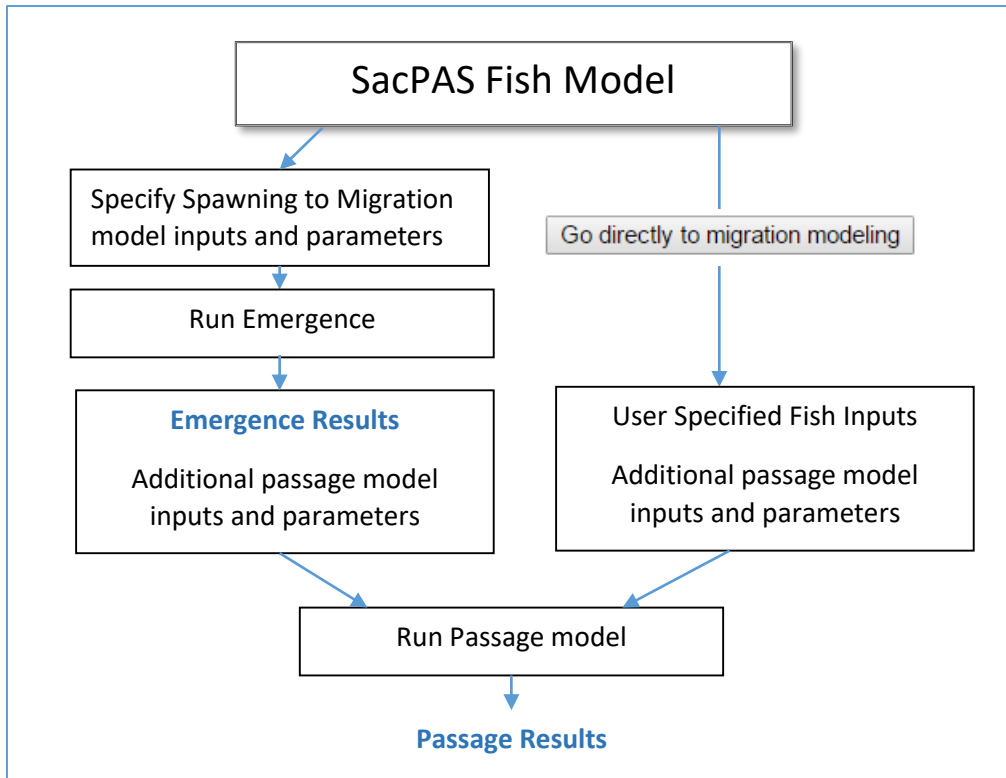 SacPAS Fish Model
Specify Spawning to Migration
model inputs and parameters
Go directly to migration modeling
Run Emergence
Emergence Results
Additional passage model
inputs and parameters
User Specified Fish Inputs
Additional passage model
inputs and parameters
Run Passage model
Passage Results